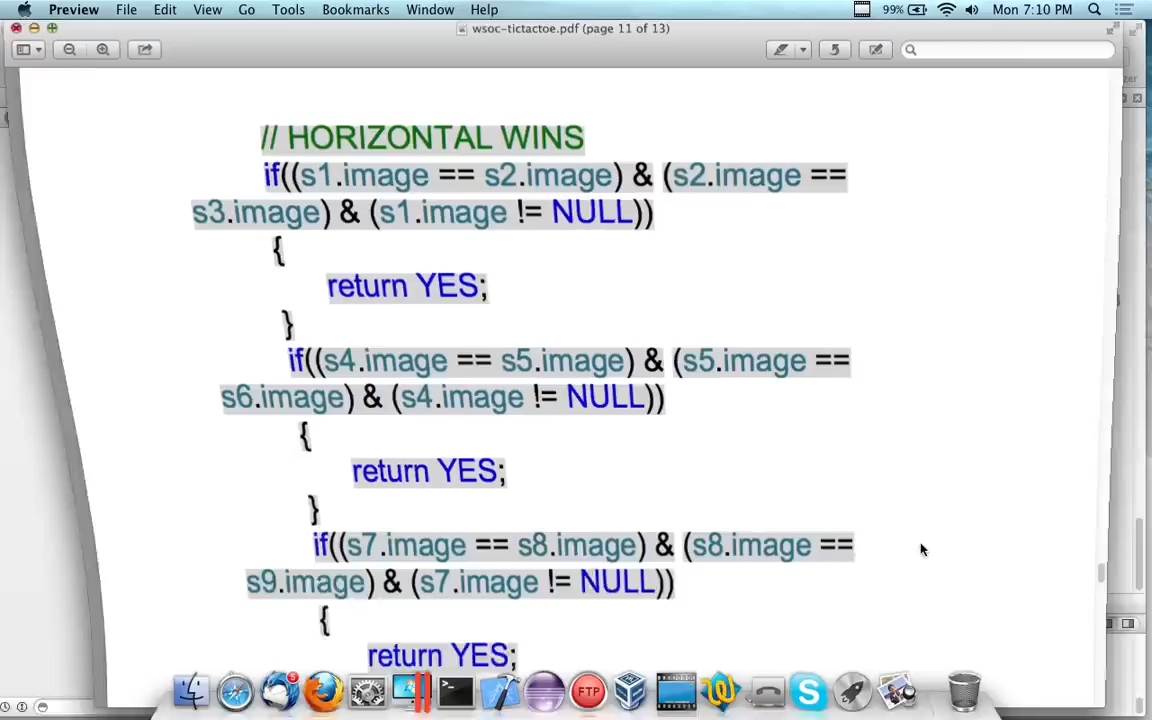 Preview File Edit View Go Tools Bookmarks Window Help 99% Mon 7:10 PM
wsoc-tictactoe.pdf (page 11 of 13)
// HORIZONTAL WINS
if((s1.image == s2.image) & (s2.image ==
s3.image) & (s1.image != NULL))
{
return YES;
}
if((s4.image == s5.image) & (s5.image ==
s6.image) & (s4.image != NULL))
{
return YES;
}
if((s7.image == s8.image) & (s8.image ==
s9.image) & (s7.image != NULL))
{
return YES;
FTP